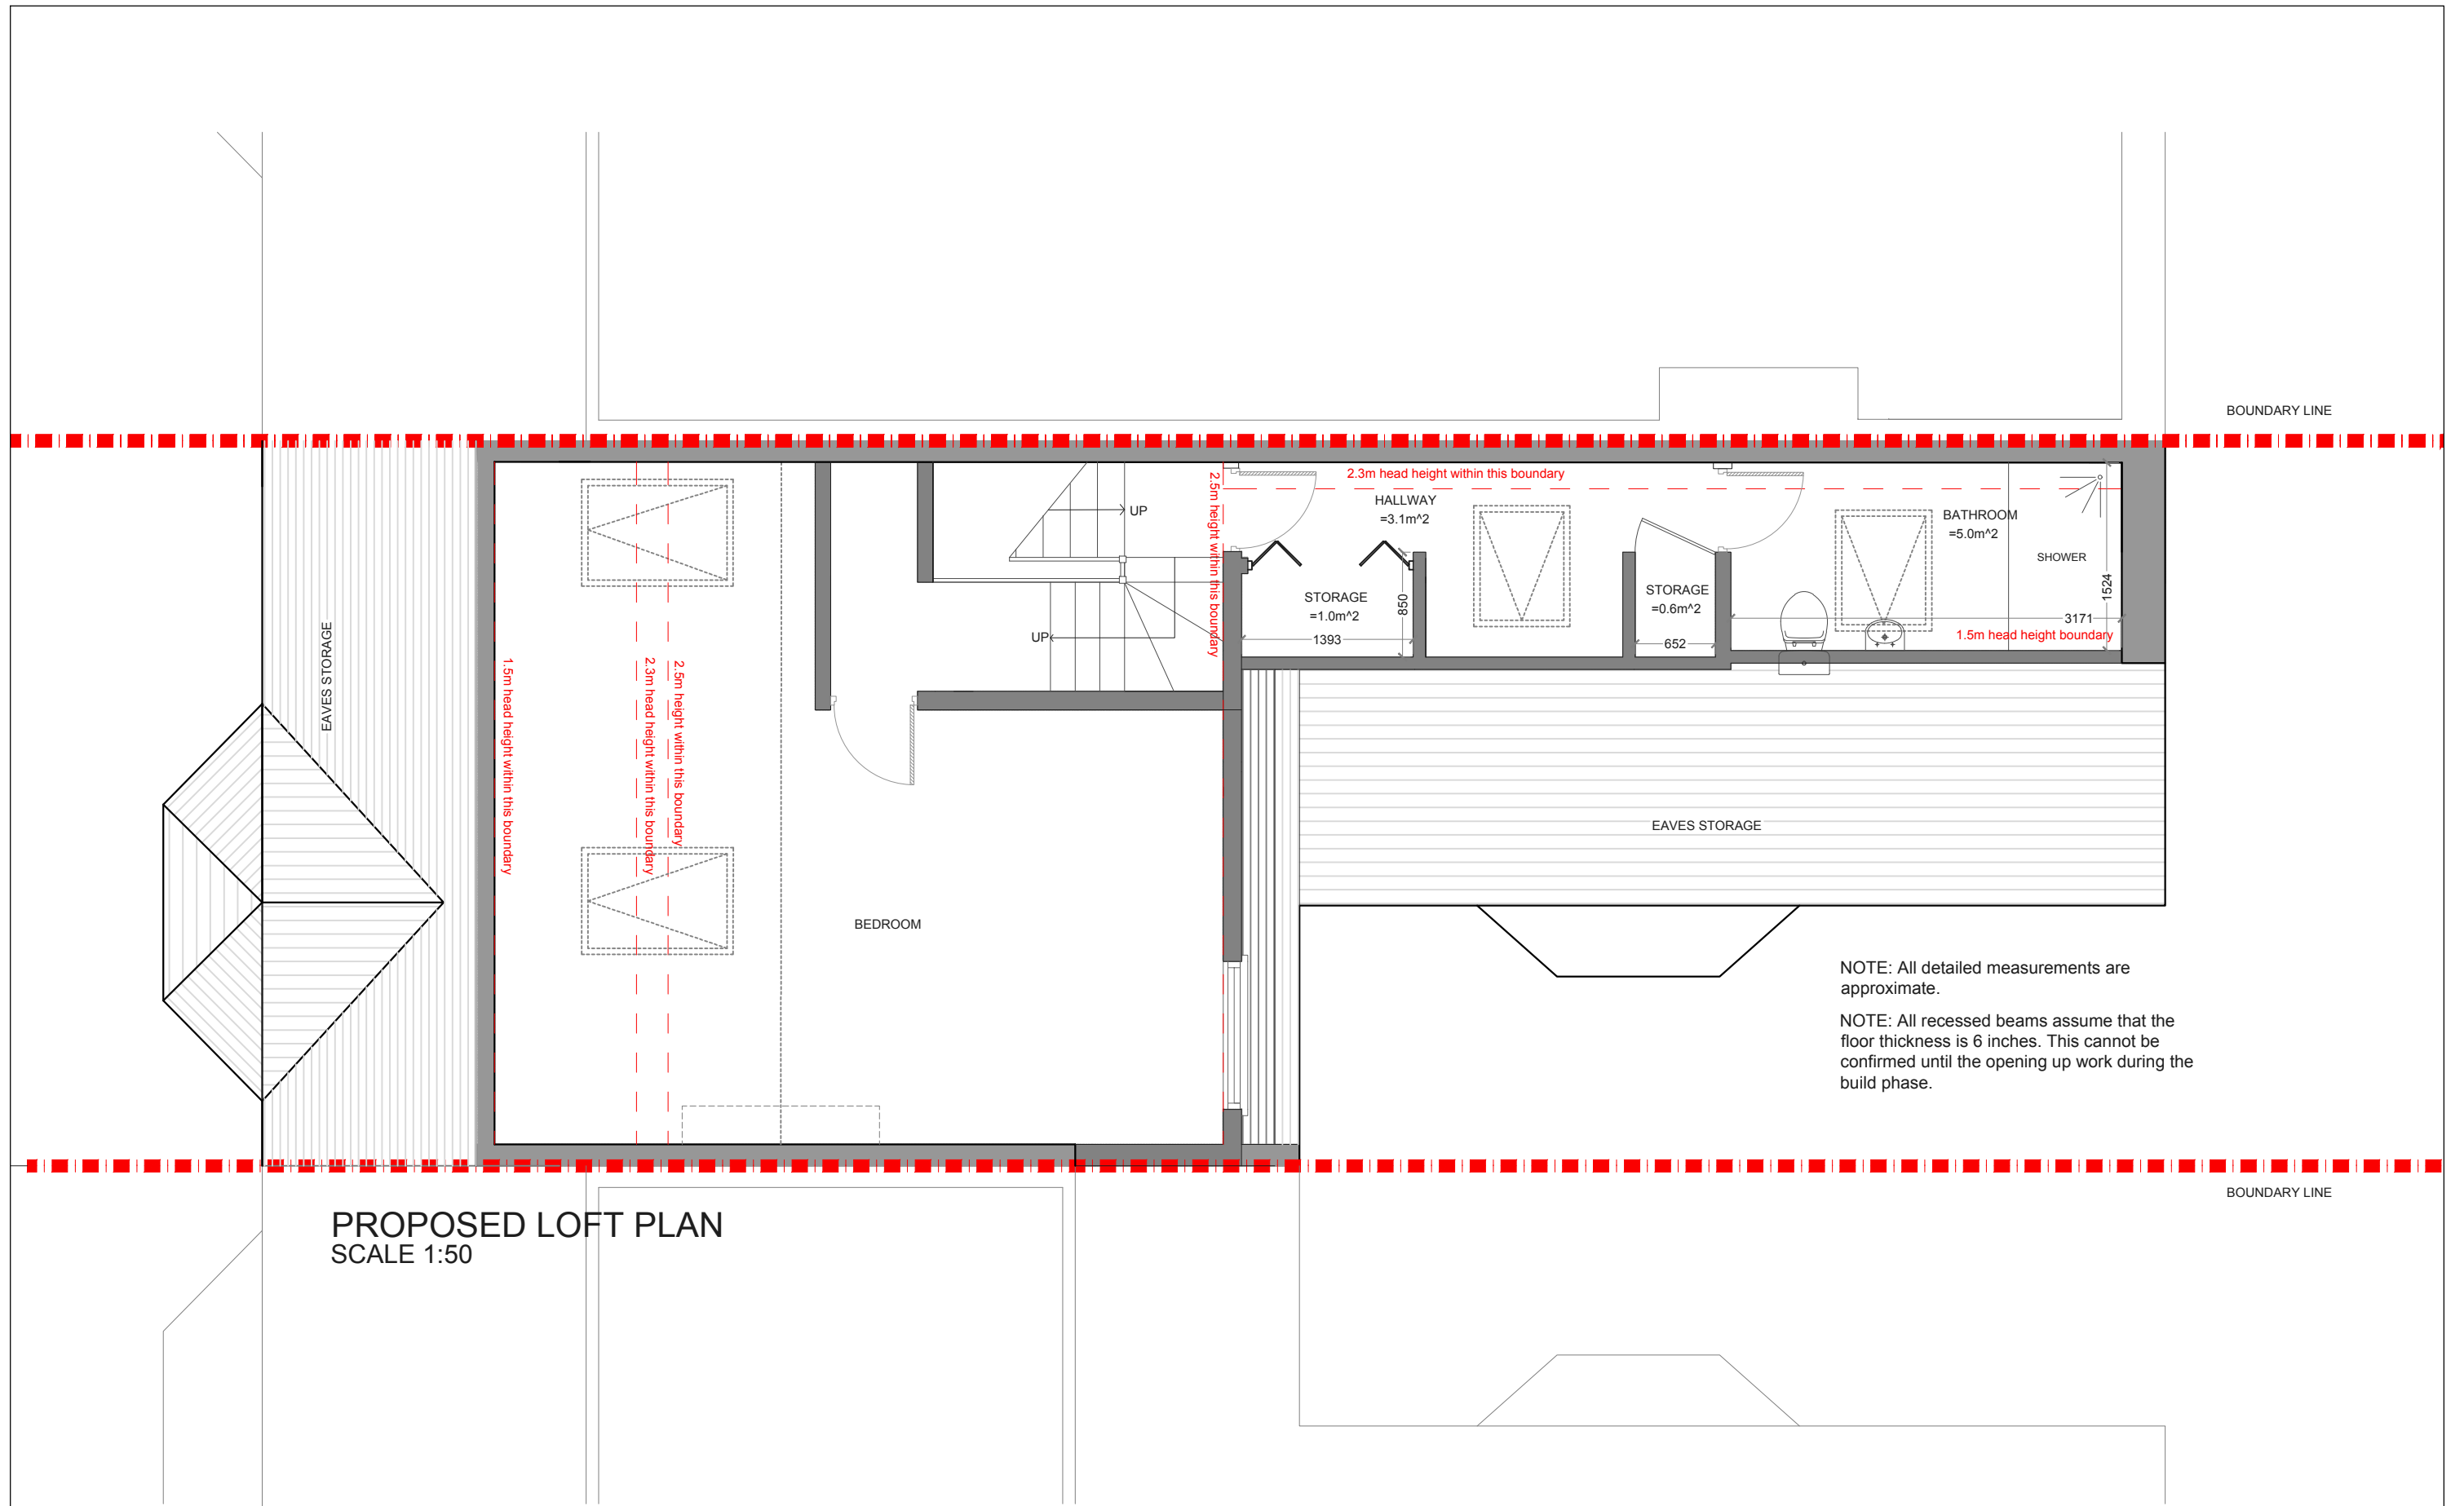 BOUNDARY LINE
2.3m head height within this boundary
HALLWAY
=3.1m^2
UP
BATHROOM
=5.0m^2
SHOWER
2.5m height within this boundary
STORAGE
=1.0m^2
850
1393
STORAGE
=0.6m^2
652
1524
3171
1.5m head height boundary
UP
EAVES STORAGE
1.5m head height within this boundary
2.3m head height within this boundary
2.5m height within this boundary
EAVES STORAGE
BEDROOM
NOTE: All detailed measurements are
approximate.
NOTE: All recessed beams assume that the
floor thickness is 6 inches. This cannot be
confirmed until the opening up work during the
build phase.
BOUNDARY LINE
PROPOSED LOFT PLAN
SCALE 1:50